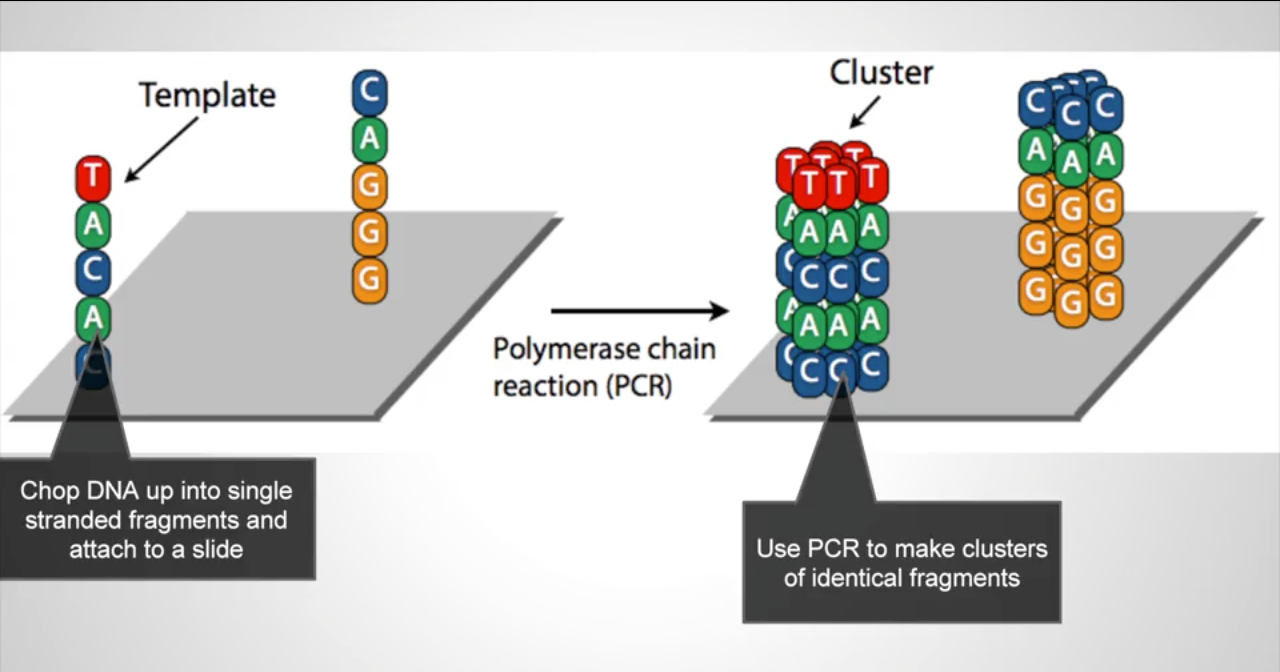 Template
T
A
C
A
C
C
A
G
G
G
Polymerase chain
reaction (PCR)
Cluster
T T T
T T T
A A A A
C C C C
A A A A
C C C C
C C C C C
A A A
G G G
G G G
G G G
Chop DNA up into single
stranded fragments and
attach to a slide
Use PCR to make clusters
of identical fragments